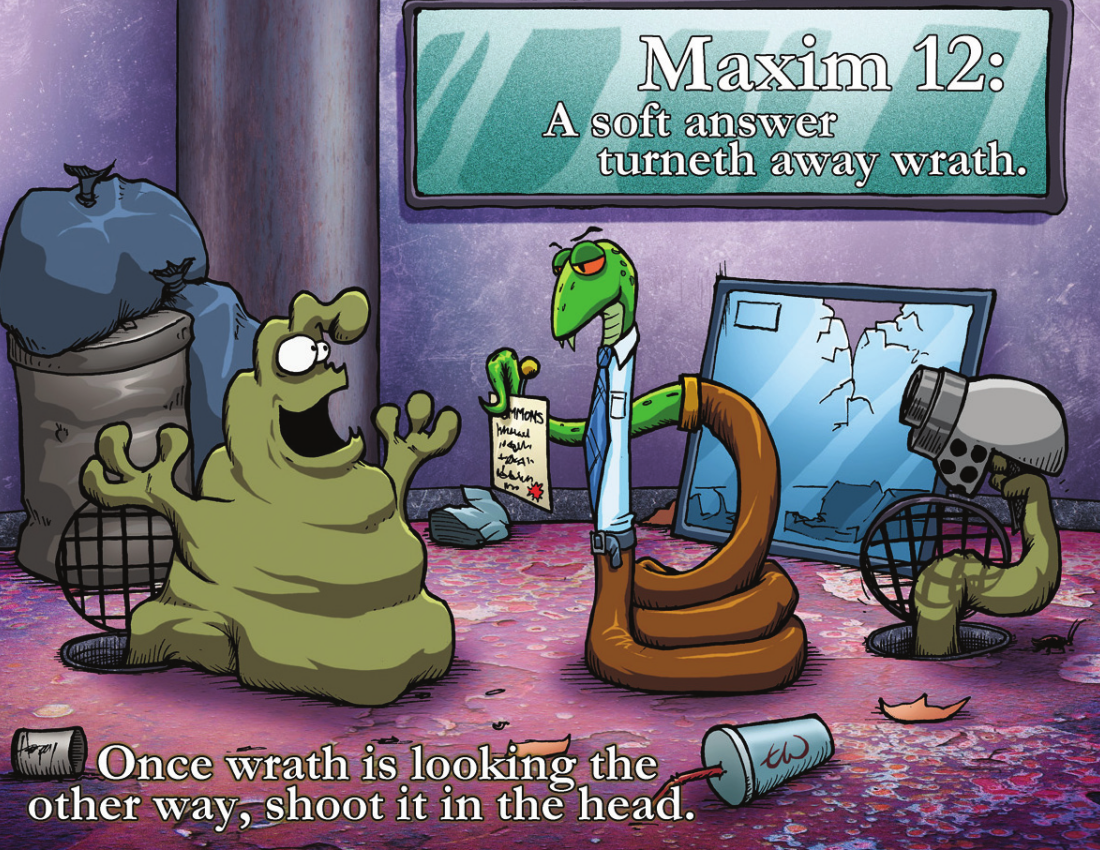 Maxim 12:
A soft answer
turneth away wrath.
MMONS
Once wrath is looking the
other way, shoot it in the head.